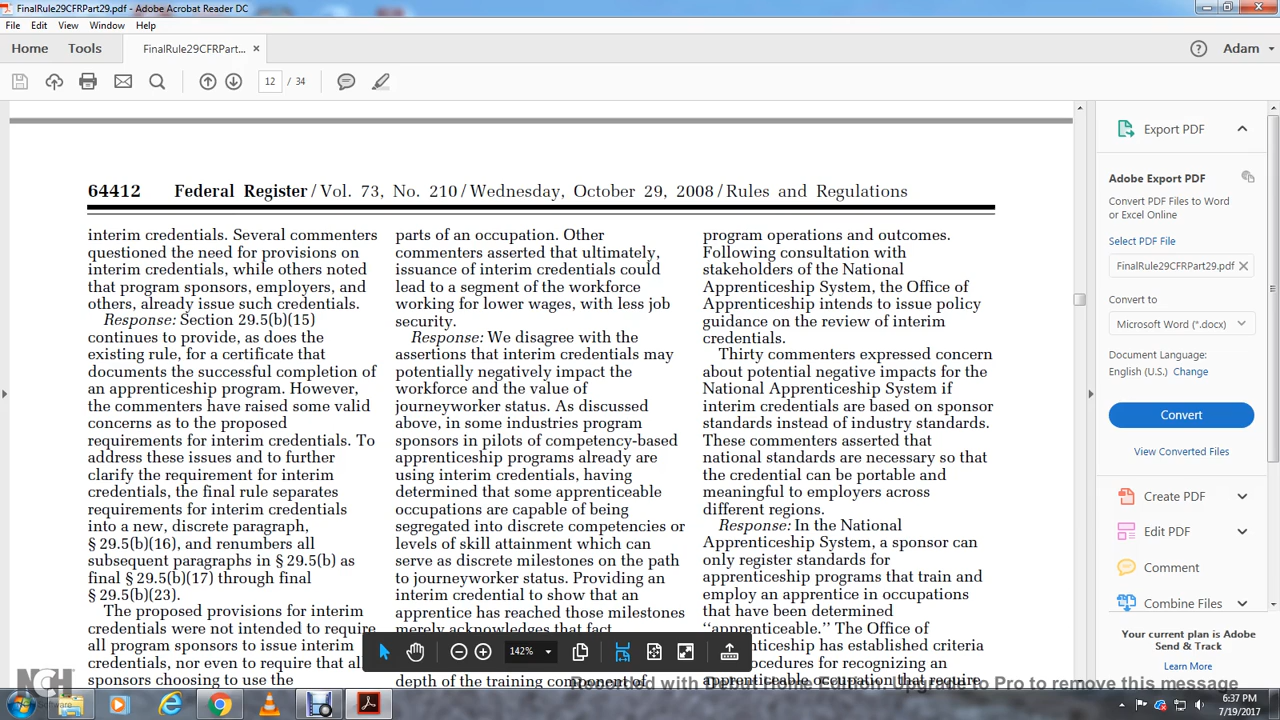 FinalRule29CFRPart29.pdf - Adobe Acrobat Reader DC
File Edit View Window Help
Home Tools FinalRule29CFRPart... × Adam
12 / 34
Export PDF
Adobe Export PDF
Convert PDF Files to Word
or Excel Online
Select PDF File
FinalRule29CFRPart29.pdf
Convert to
Microsoft Word (*.docx)
Document Language:
English (U.S.) Change
Convert
View Converted Files
Create PDF
Edit PDF
Comment
Combine Files
Your current plan is Adobe
Send & Track
Learn More
64412 Federal Register / Vol. 73, No. 210 / Wednesday, October 29, 2008 / Rules and Regulations
interim credentials. Several commenters
questioned the need for provisions on
interim credentials, while others noted
that program sponsors, employers, and
others, already issue such credentials.
Response: Section 29.5(b)(15)
continues to provide, as does the
existing rule, for a certificate that
documents the successful completion of
an apprenticeship program. However,
the commenters have raised some valid
concerns as to the proposed
requirements for interim credentials. To
address these issues and to further
clarify the requirement for interim
credentials, the final rule separates
requirements for interim credentials
into a new, discrete paragraph,
§ 29.5(b)(16), and renumbers all
subsequent paragraphs in § 29.5(b) as
final § 29.5(b)(17) through final
§ 29.5(b)(23).
The proposed provisions for interim
credentials were not intended to require
all program sponsors to issue interim
credentials, nor even to require that al
sponsors choosing to use the
parts of an occupation. Other
commenters asserted that ultimately,
issuance of interim credentials could
lead to a segment of the workforce
working for lower wages, with less job
security.
Response: We disagree with the
assertions that interim credentials may
potentially negatively impact the
workforce and the value of
journeyworker status. As discussed
above, in some industries program
sponsors in pilots of competency-based
apprenticeship programs already are
using interim credentials, having
determined that some apprenticeable
occupations are capable of being
segregated into discrete competencies or
levels of skill attainment which can
serve as discrete milestones on the path
to journeyworker status. Providing an
interim credential to show that an
apprentice has reached those milestones
merely acknowledges that fact
depth of the training component of
program operations and outcomes.
Following consultation with
stakeholders of the National
Apprenticeship System, the Office of
Apprenticeship intends to issue policy
guidance on the review of interim
credentials.
Thirty commenters expressed concern
about potential negative impacts for the
National Apprenticeship System if
interim credentials are based on sponsor
standards instead of industry standards.
These commenters asserted that
national standards are necessary so that
the credential can be portable and
meaningful to employers across
different regions.
Response: In the National
Apprenticeship System, a sponsor can
only register standards for
apprenticeship programs that train and
employ an apprentice in occupations
that have been determined
‘‘apprenticeable.’’ The Office of
enticeship has established criteria
rocedures for recognizing an
142%
NCH
Software
Recorded with Debut Home Edition. Upgrade to Pro to remove this message
6:37 PM
7/19/2017